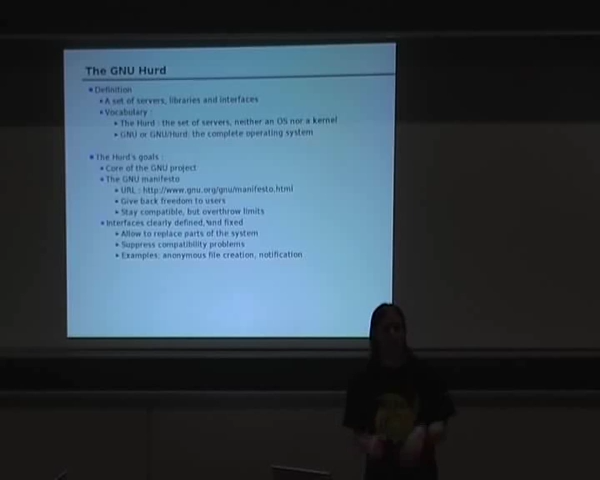 The GNU Hurd
Definition
A set of servers, libraries and interfaces
Vocabulary :
The Hurd : the set of servers, neither an OS nor a kernel
GNU or GNU/Hurd: the complete operating system
The Hurd's goals :
Core of the GNU project
The GNU manifesto
URL : http://www.gnu.org/gnu/manifesto.html
Give back freedom to users
Stay compatible, but overthrow limits
Interfaces clearly defined, and fixed
Allow to replace parts of the system
Suppress compatibility problems
Examples: anonymous file creation, notification